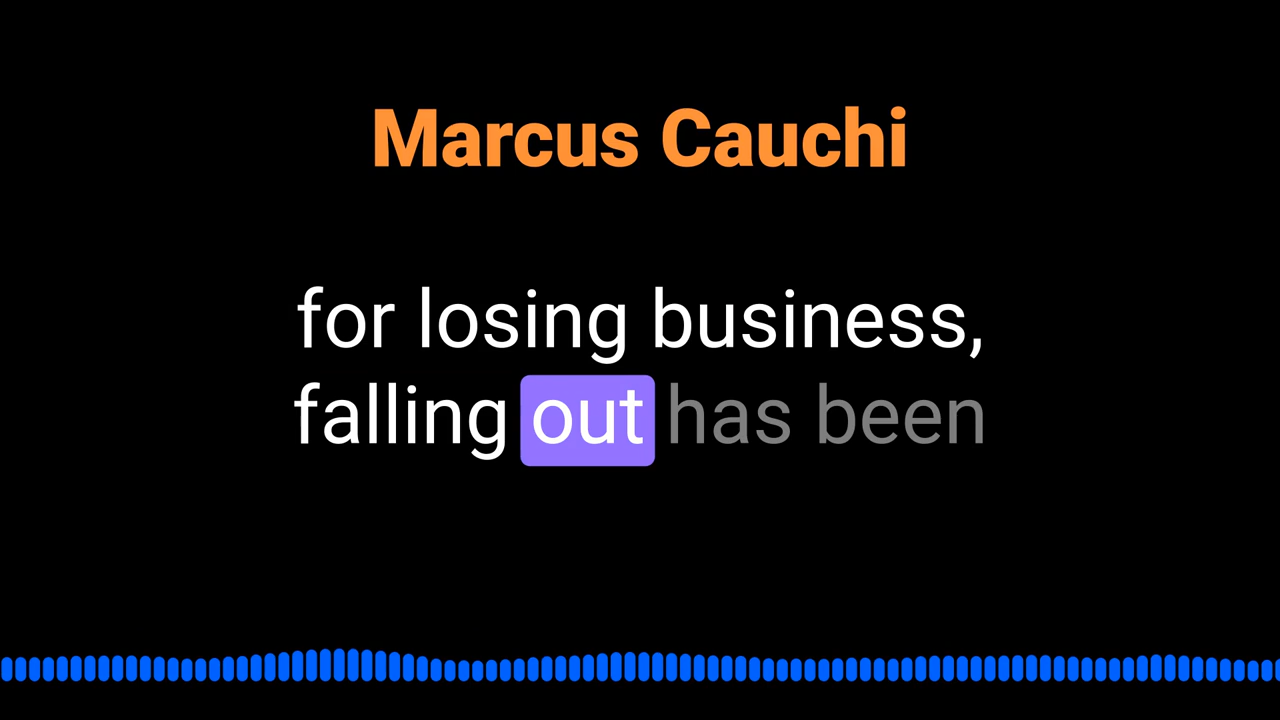 Marcus Cauchi
for losing business,
falling out has been